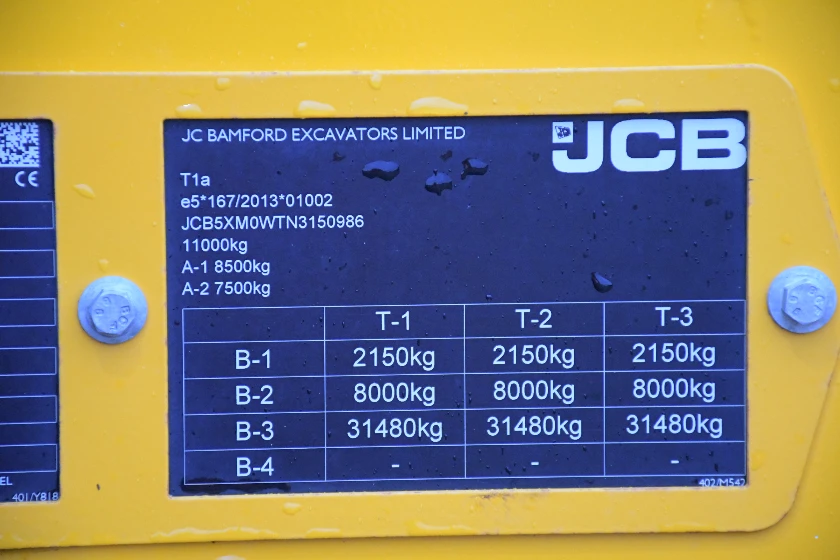 JC BAMFORD EXCAVATORS LIMITED
JCB
T1a
e5*167/2013*01002
JCB5XM0WTN3150986
11000kg
A-1 8500kg
A-2 7500kg
T-1 T-2 T-3
B-1 2150kg 2150kg 2150kg
B-2 8000kg 8000kg 8000kg
B-3 31480kg 31480kg 31480kg
B-4 - - -
402/M542
CE
EL
401/Y818